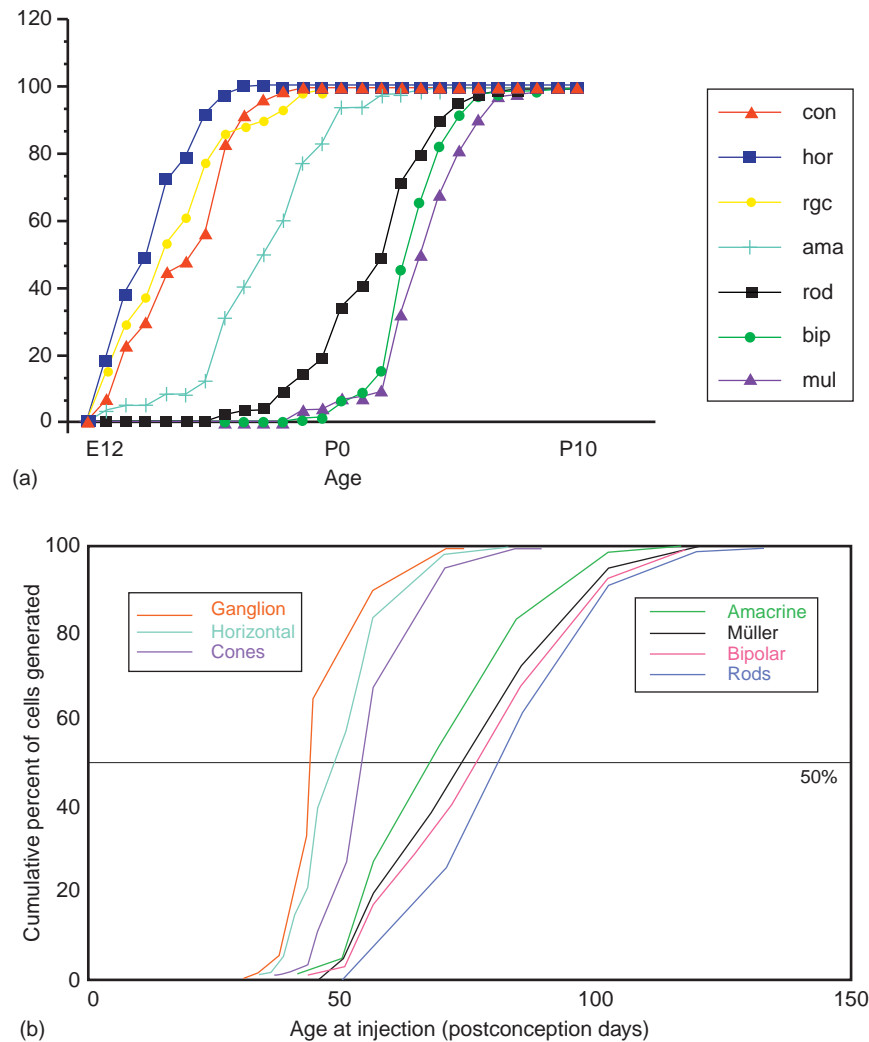 120
100
80
60
40
20
0
E12
P0
P10
(a)
Age
con
hor
rgc
ama
rod
bip
mul
Cumulative percent of cells generated
100
80
60
40
20
0
Ganglion
Horizontal
Cones
Amacrine
Müller
Bipolar
Rods
50%
0
50
100
150
(b)
Age at injection (postconception days)